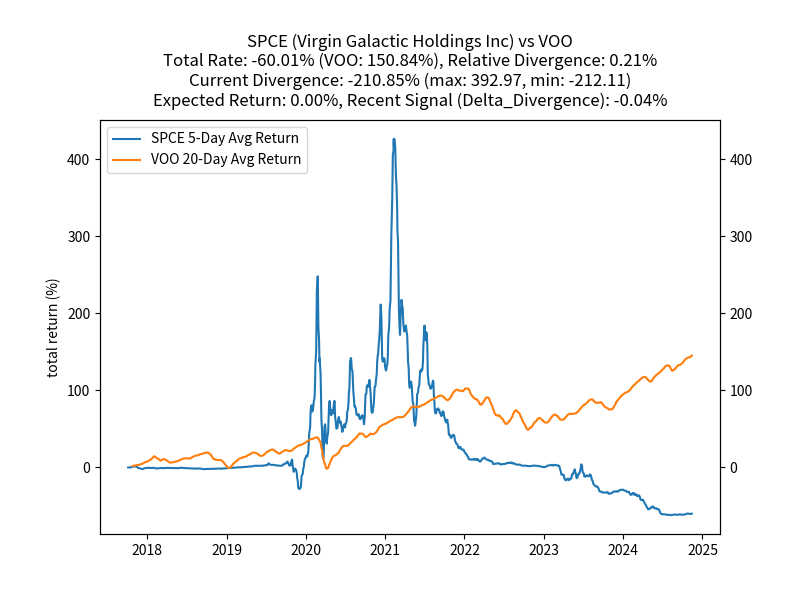 SPCE (Virgin Galactic Holdings Inc) vs VOO
Total Rate: -60.01% (VOO: 150.84%), Relative Divergence: 0.21%
Current Divergence: -210.85% (max: 392.97, min: -212.11)
Expected Return: 0.00%, Recent Signal (Delta_Divergence): -0.04%
SPCE 5-Day Avg Return
VOO 20-Day Avg Return
400 400
300 300
200 200
100 100
0 0
total return (%)
2018 2019 2020 2021 2022 2023 2024 2025